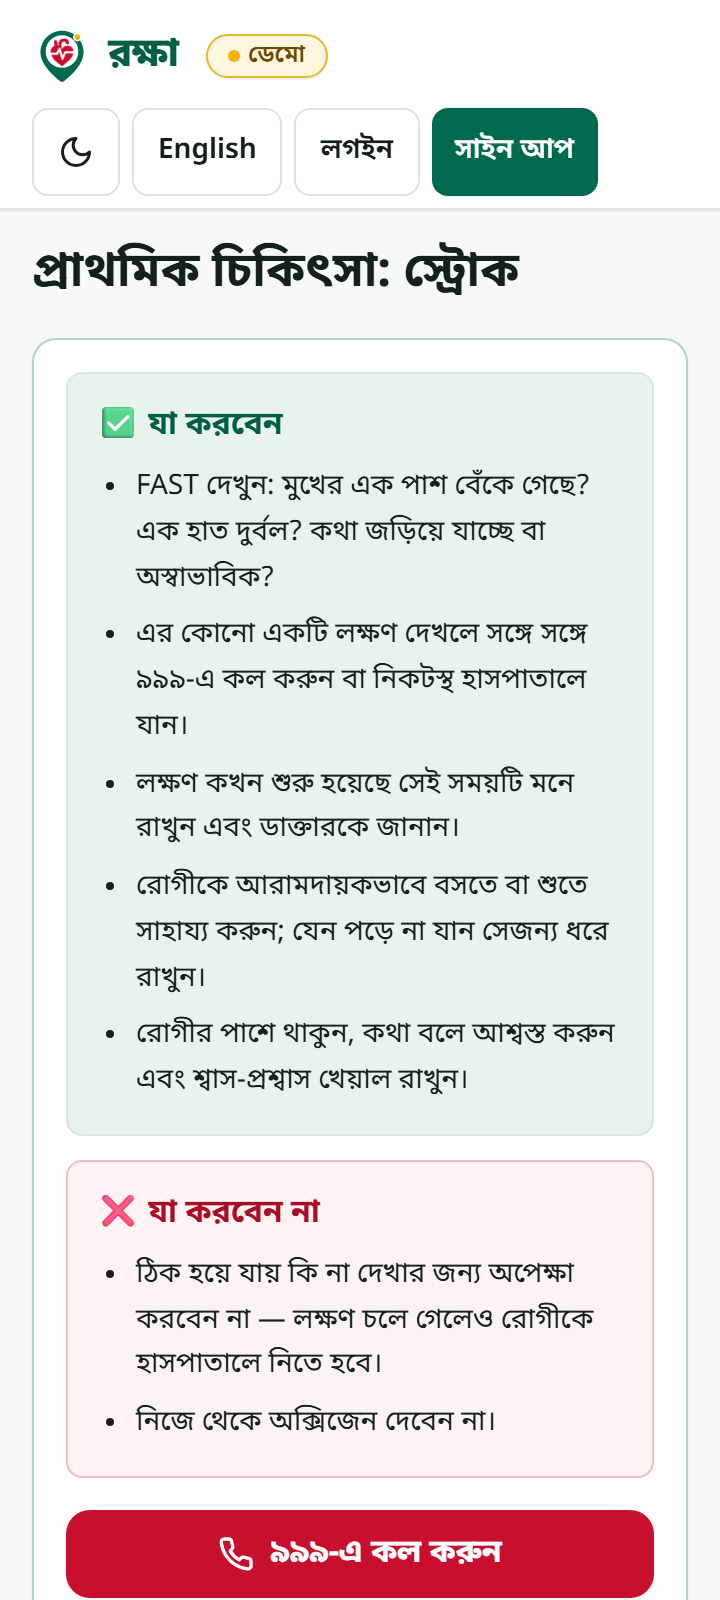 রক্ষা
ডেমো
English
লগইন
সাইন আপ
প্রাথমিক চিকিৎসা: স্ট্রোক
যা করবেন
FAST দেখুন: মুখের এক পাশ বেঁকে গেছে?
এক হাত দুর্বল? কথা জড়িয়ে যাচ্ছে বা
অস্বাভাবিক?
এর কোনো একটি লক্ষণ দেখলে সঙ্গে সঙ্গে
৯৯৯-এ কল করুন বা নিকটস্থ হাসপাতালে
যান।
লক্ষণ কখন শুরু হয়েছে সেই সময়টি মনে
রাখুন এবং ডাক্তারকে জানান।
রোগীকে আরামদায়কভাবে বসতে বা শুতে
সাহায্য করুন; যেন পড়ে না যান সেজন্য ধরে
রাখুন।
রোগীর পাশে থাকুন, কথা বলে আশ্বস্ত করুন
এবং শ্বাস-প্রশ্বাস খেয়াল রাখুন।
যা করবেন না
ঠিক হয়ে যায় কি না দেখার জন্য অপেক্ষা
করবেন না — লক্ষণ চলে গেলেও রোগীকে
হাসপাতালে নিতে হবে।
নিজে থেকে অক্সিজেন দেবেন না।
৯৯৯-এ কল করুন